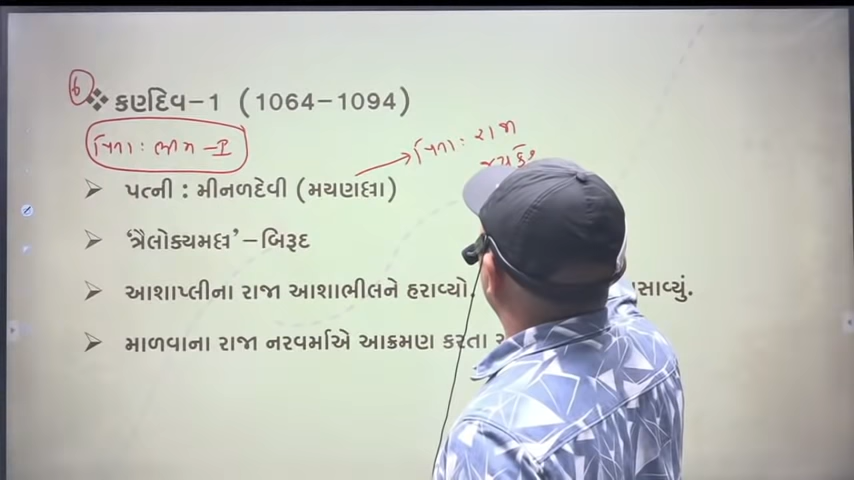 ૬
❖ કર્ણદેવ-1 (1064-1094)
પિતા : ભીમ-I
પિતા : રાજા
➢ પત્ની : મીનળદેવી (મયણલ્લા)
➢ 'ત્રૈલોક્યમલ્લ'-બિરૂદ
➢ આશાપલ્લીના રાજા આશાભીલને હરાવ્યો.
➢ માળવાના રાજા નરવર્માએ આક્રમણ કરતા